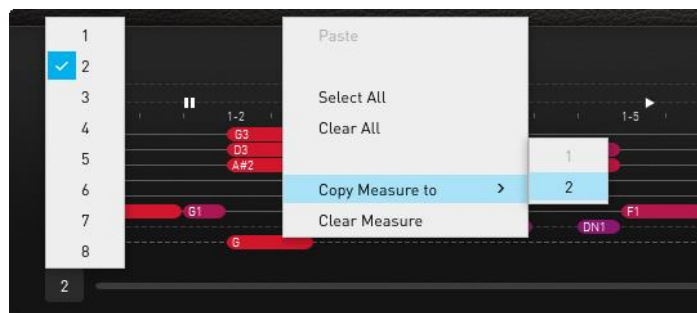 1
2
3
4
5
6
7
8
2
Paste
Select All
Clear All
Copy Measure to
Clear Measure
1
2
1-2
1-5
G3
D3
A#2
G1
G
F1
DN1